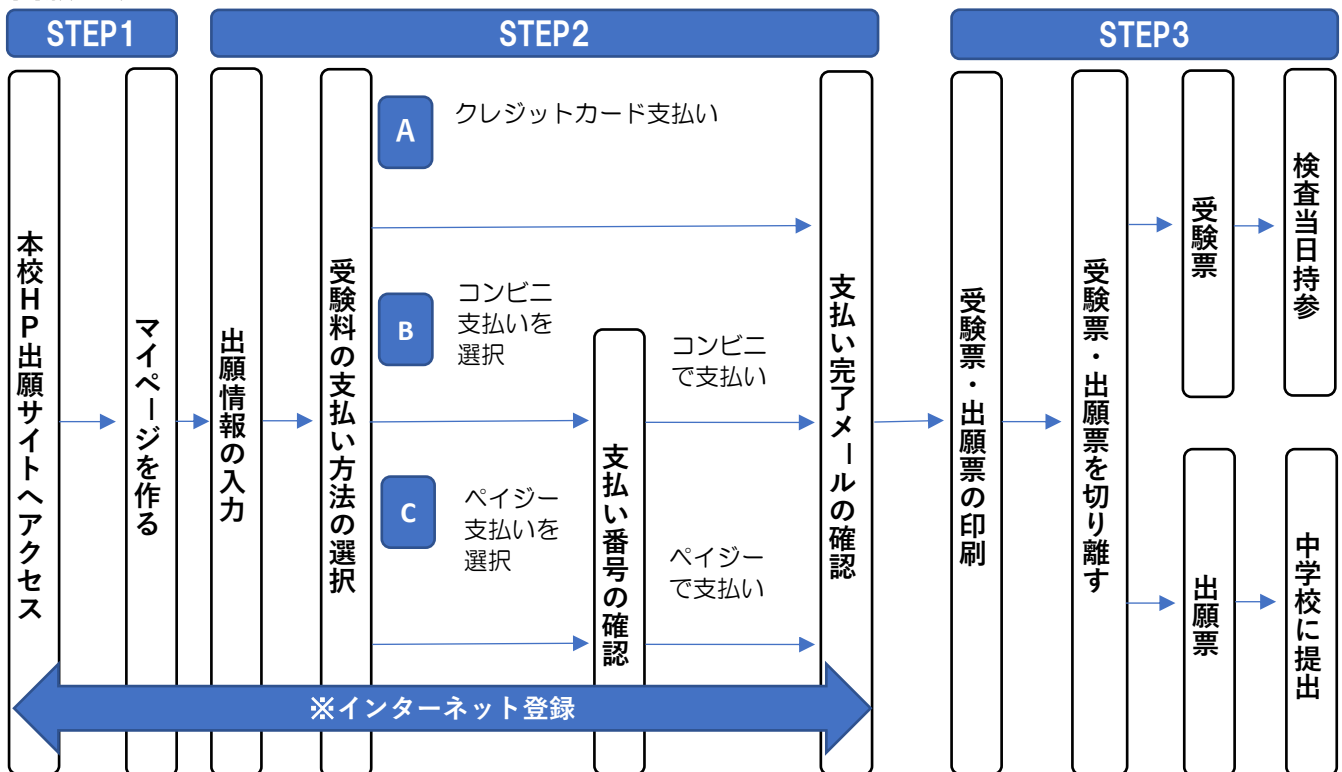 STEP1
STEP2
STEP3
本校HP出願サイトへアクセス
マイページを作る
出願情報の入力
受験料の支払い方法の選択
A
クレジットカード支払い
B
コンビニ
支払いを
選択
C
ペイジー
支払いを
選択
支払い番号の確認
コンビニ
で支払い
ペイジー
で支払い
支払い完了メールの確認
受験票・出願票の印刷
受験票・出願票を切り離す
受験票
検査当日持参
出願票
中学校に提出
※インターネット登録